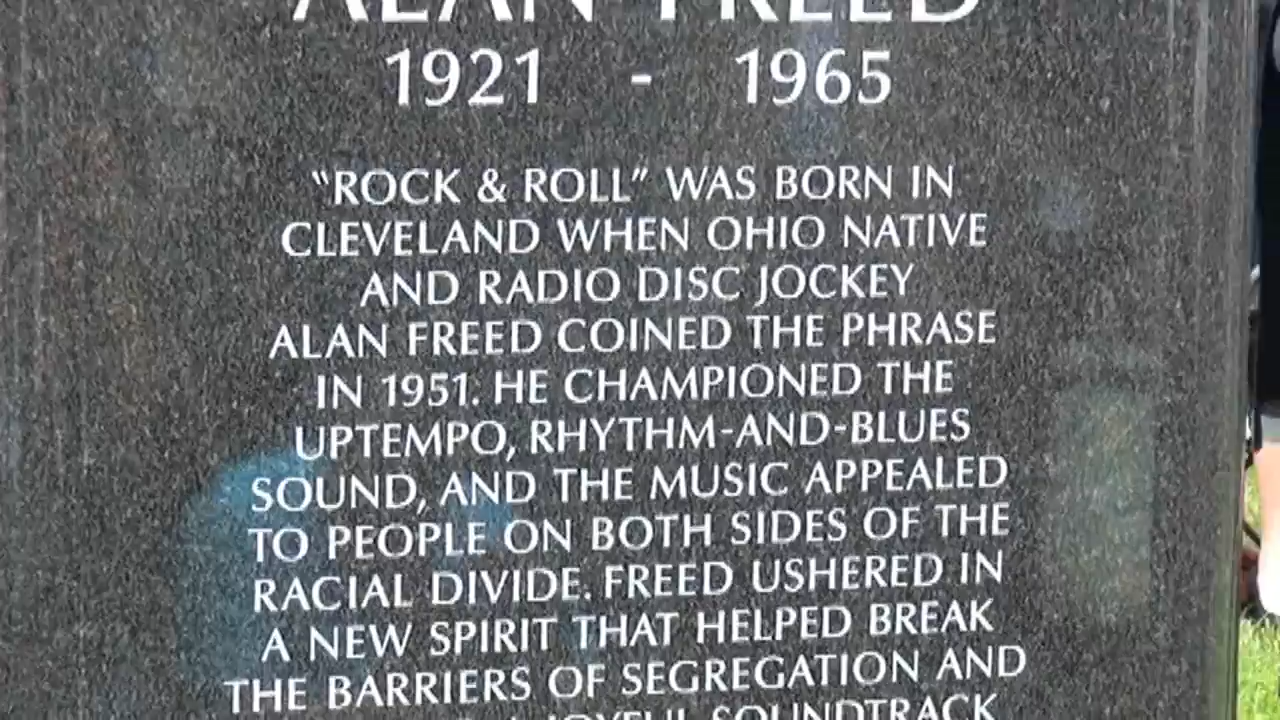 ALAN FREED
1921 - 1965
"ROCK & ROLL" WAS BORN IN
CLEVELAND WHEN OHIO NATIVE
AND RADIO DISC JOCKEY
ALAN FREED COINED THE PHRASE
IN 1951. HE CHAMPIONED THE
UPTEMPO, RHYTHM-AND-BLUES
SOUND, AND THE MUSIC APPEALED
TO PEOPLE ON BOTH SIDES OF THE
RACIAL DIVIDE. FREED USHERED IN
A NEW SPIRIT THAT HELPED BREAK
THE BARRIERS OF SEGREGATION AND
JOYFUL SOUNDTRACK